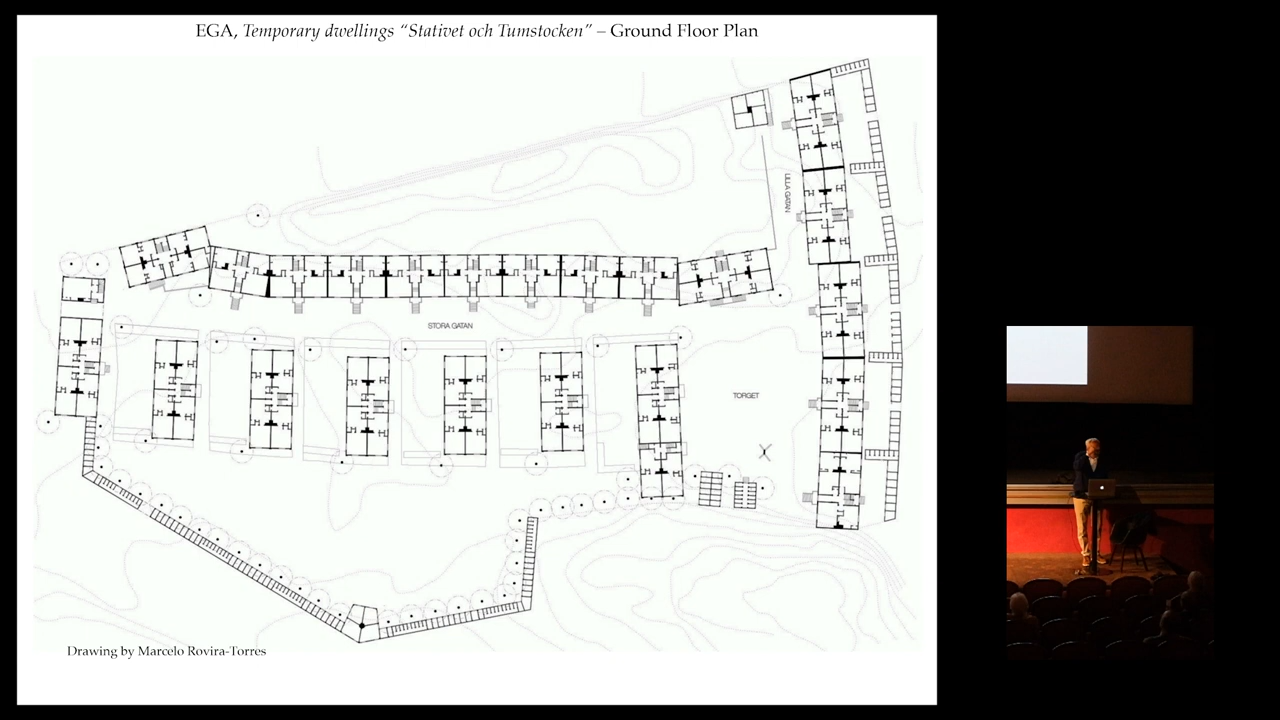 EGA, Temporary dwellings “Stativet och Tumstocken” – Ground Floor Plan
LILLA GATAN
STORA GATAN
TORGET
Drawing by Marcelo Rovira-Torres